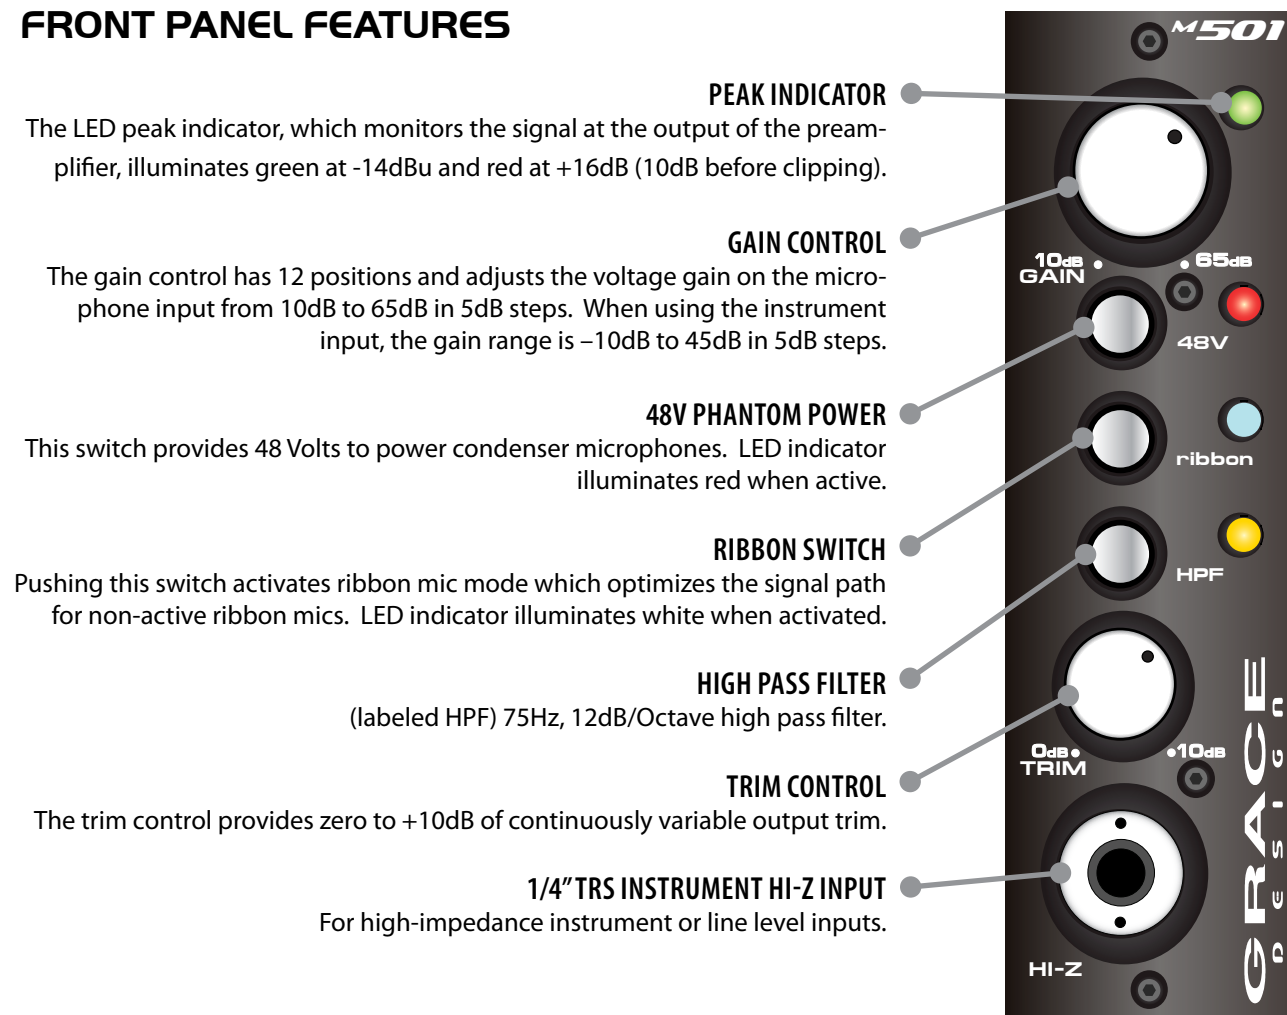 FRONT PANEL FEATURES
PEAK INDICATOR
The LED peak indicator, which monitors the signal at the output of the pream-
plifier, illuminates green at -14dBu and red at +16dB (10dB before clipping).
GAIN CONTROL
The gain control has 12 positions and adjusts the voltage gain on the micro-
phone input from 10dB to 65dB in 5dB steps.  When using the instrument
input, the gain range is –10dB to 45dB in 5dB steps.
48V PHANTOM POWER
This switch provides 48 Volts to power condenser microphones.  LED indicator
illuminates red when active.
RIBBON SWITCH
Pushing this switch activates ribbon mic mode which optimizes the signal path
for non-active ribbon mics.  LED indicator illuminates white when activated.
HIGH PASS FILTER
(labeled HPF) 75Hz, 12dB/Octave high pass filter.
TRIM CONTROL
The trim control provides zero to +10dB of continuously variable output trim.
1/4” TRS INSTRUMENT HI-Z INPUT
For high-impedance instrument or line level inputs.
M501
10dB 65dB
GAIN
48V
ribbon
HPF
0dB 10dB
TRIM
HI-Z
GRACE
DESIGN